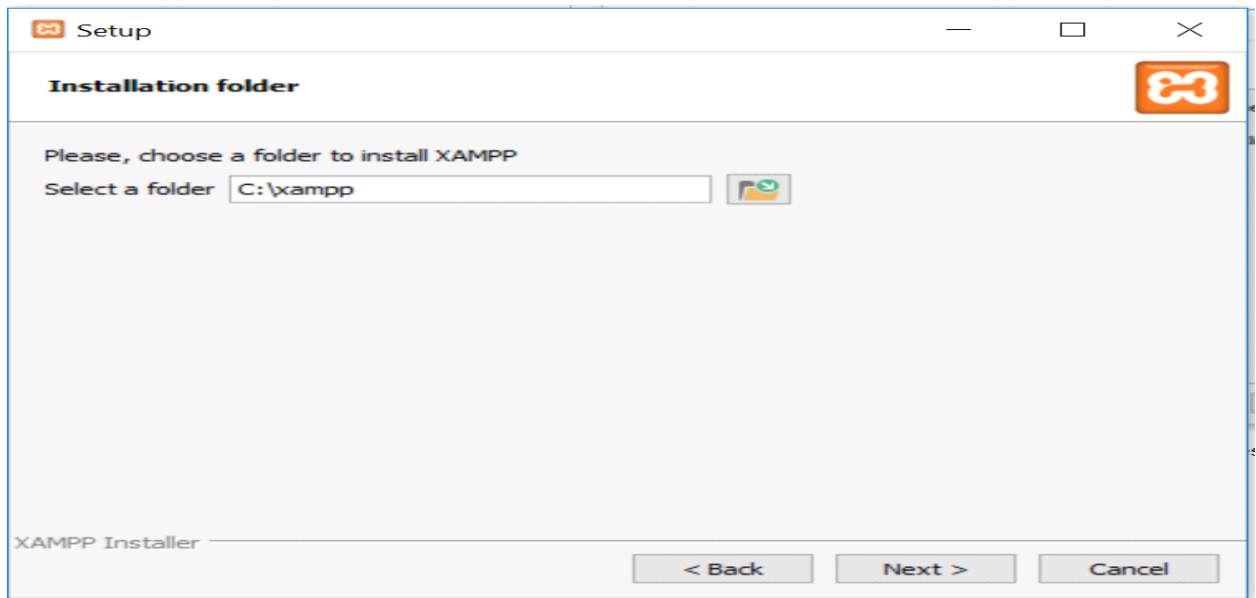 Setup
Installation folder
Please, choose a folder to install XAMPP
Select a folder C:\xampp
XAMPP Installer
< Back Next > Cancel